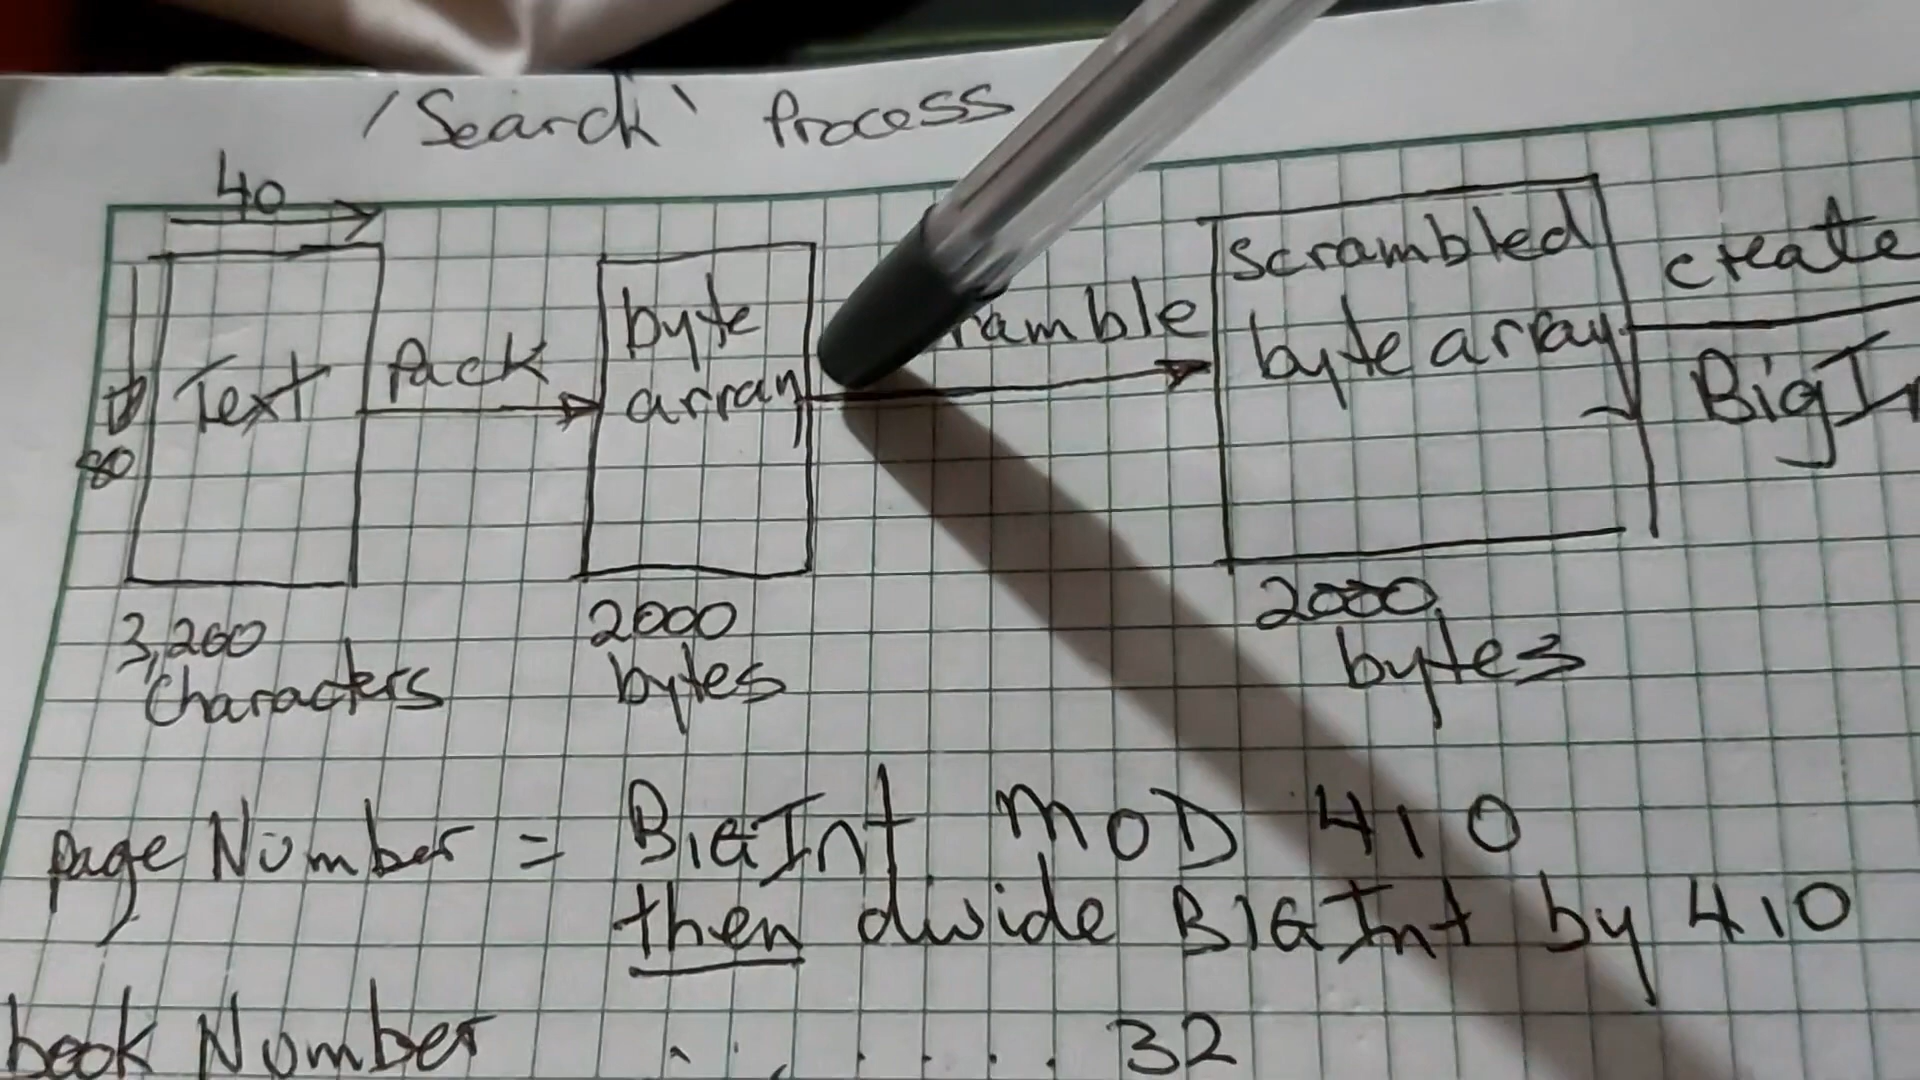 'Search' Process
40
80
Text
Pack
byte
array
ramble
scrambled
byte array
create
BigI
3,200
Characters
2000
bytes
2000
bytes
page Number = BIGInt MOD 410
then divide BIGInt by 410
book Number . . . . . . 32